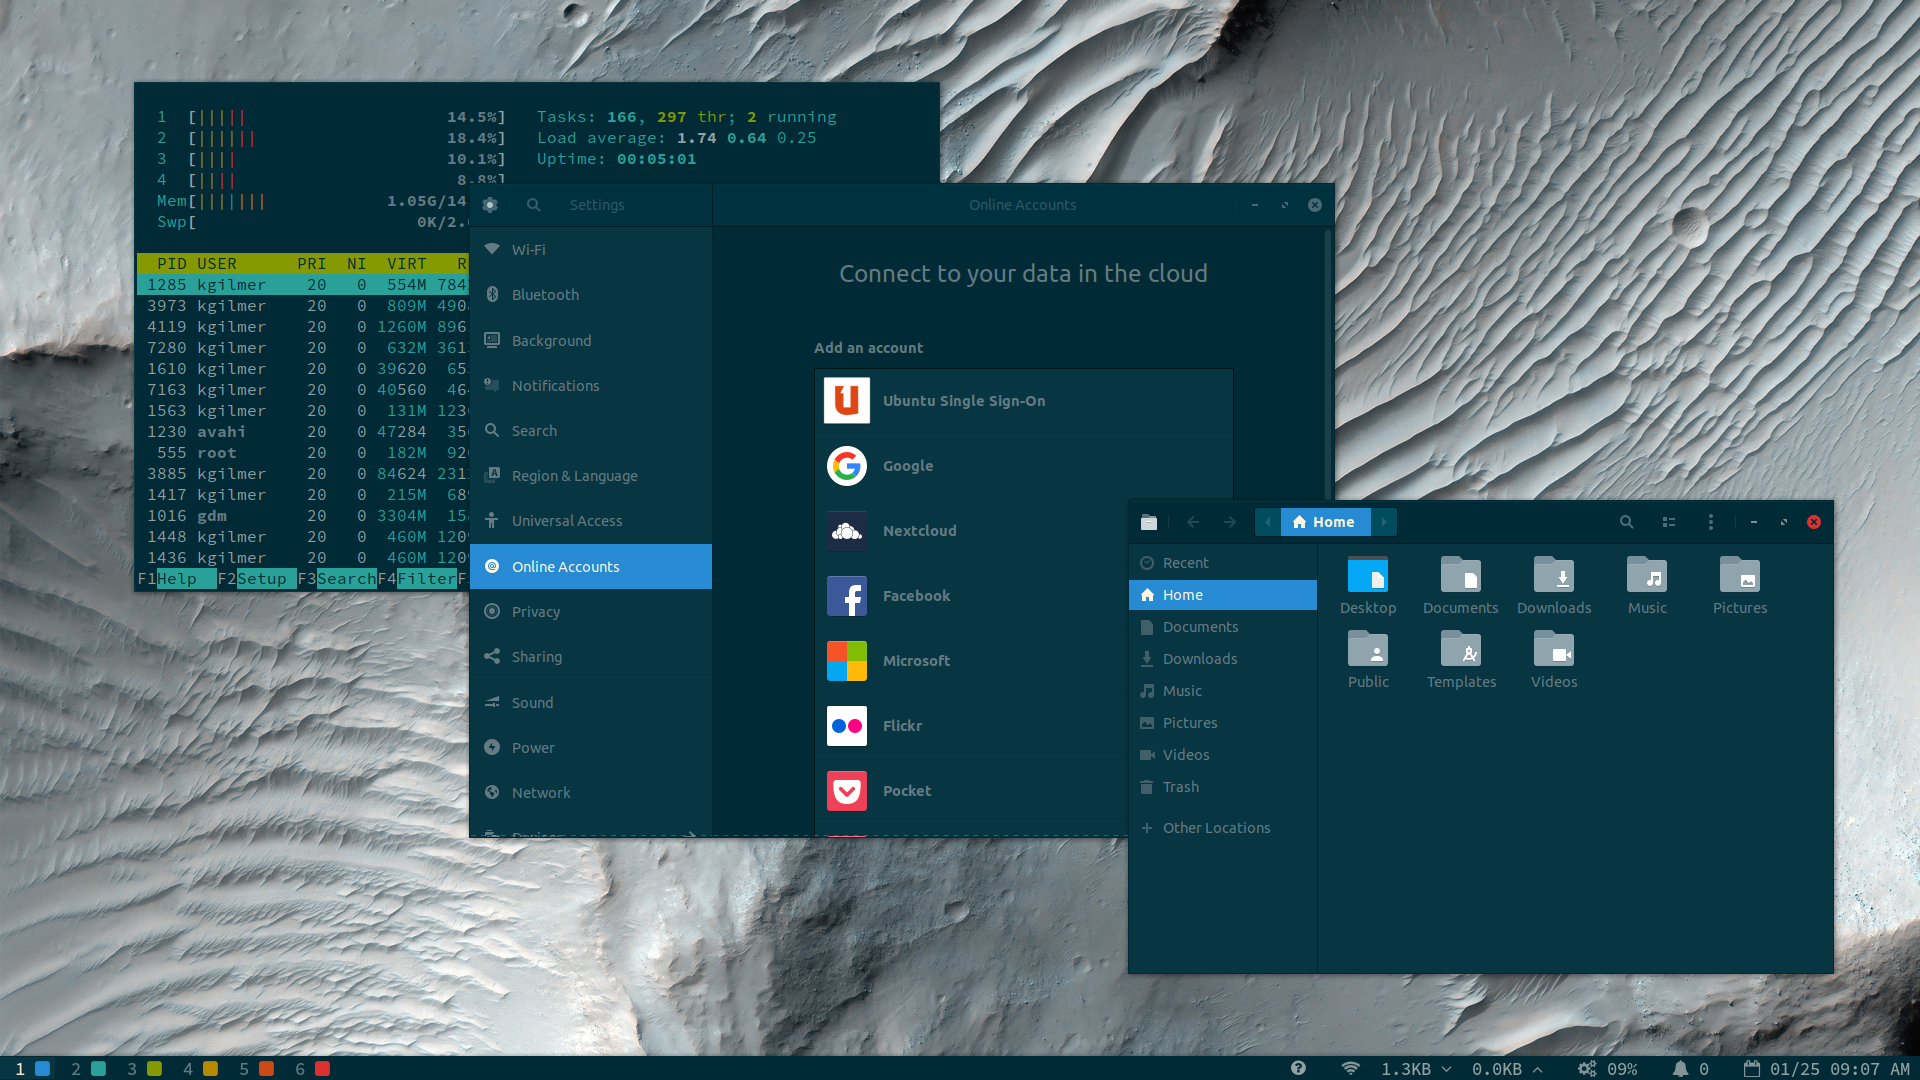 1 [||||| 14.5%] Tasks: 166, 297 thr; 2 running
2 [|||||| 18.4%] Load average: 1.74 0.64 0.25
3 [|||| 10.1%] Uptime: 00:05:01
4 [|||| 8.8%]
Mem[||||||| 1.05G/14
Swp[ 0K/2.
PID USER PRI NI VIRT R
1285 kgilmer 20 0 554M 784
3973 kgilmer 20 0 809M 490
4119 kgilmer 20 0 1260M 896
7280 kgilmer 20 0 632M 361
1610 kgilmer 20 0 39620 65
7163 kgilmer 20 0 40560 46
1563 kgilmer 20 0 131M 123
1230 avahi 20 0 47284 35
555 root 20 0 182M 92
3885 kgilmer 20 0 84624 231
1417 kgilmer 20 0 215M 68
1016 gdm 20 0 3304M 15
1448 kgilmer 20 0 460M 120
1436 kgilmer 20 0 460M 120
F1Help F2Setup F3SearchF4FilterF
Settings
Online Accounts
Wi-Fi
Bluetooth
Background
Notifications
Search
Region & Language
Universal Access
Online Accounts
Privacy
Sharing
Sound
Power
Network
Connect to your data in the cloud
Add an account
Ubuntu Single Sign-On
Google
Nextcloud
Facebook
Microsoft
Flickr
Pocket
Home
Recent
Home
Documents
Downloads
Music
Pictures
Videos
Trash
Other Locations
Desktop Documents Downloads Music Pictures
Public Templates Videos
1 2 3 4 5 6 1.3KB 0.0KB 09% 0 01/25 09:07 AM